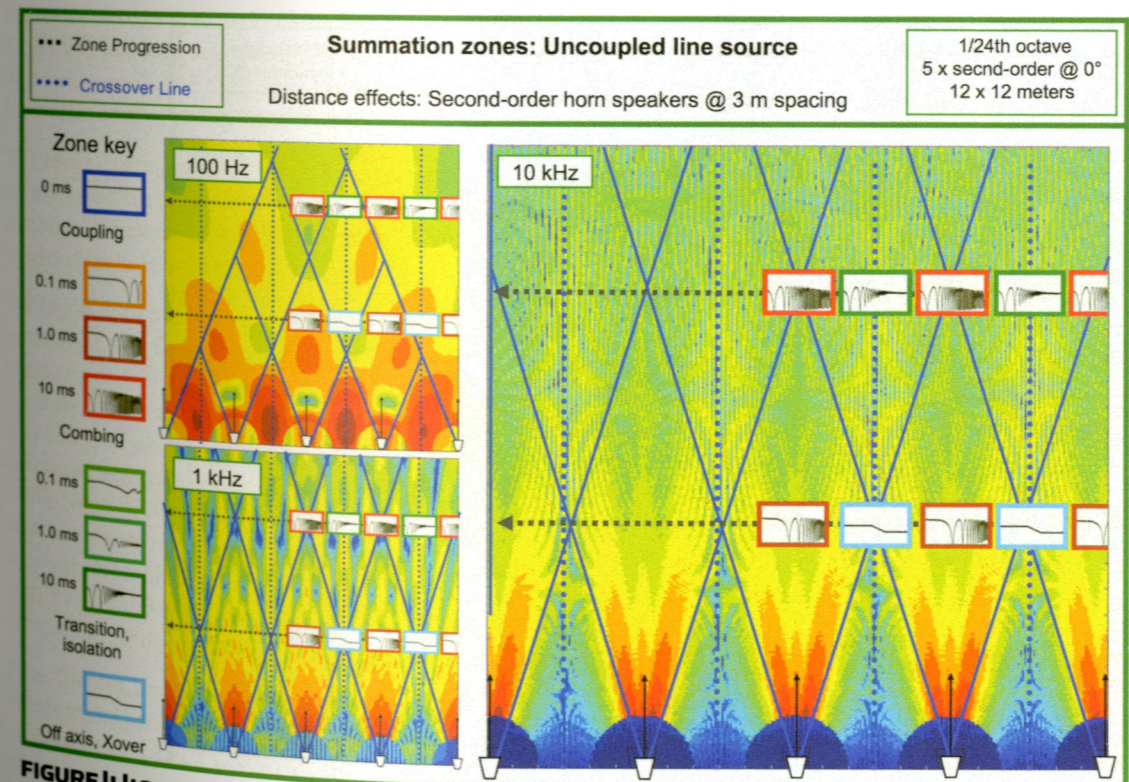 Zone Progression
Crossover Line
Summation zones: Uncoupled line source
Distance effects: Second-order horn speakers @ 3 m spacing
1/24th octave
5 x secnd-order @ 0°
12 x 12 meters
Zone key
0 ms
Coupling
0.1 ms
1.0 ms
10 ms
Combing
0.1 ms
1.0 ms
10 ms
Transition,
isolation
Off axis, Xover
100 Hz
1 kHz
10 kHz
FIGURE